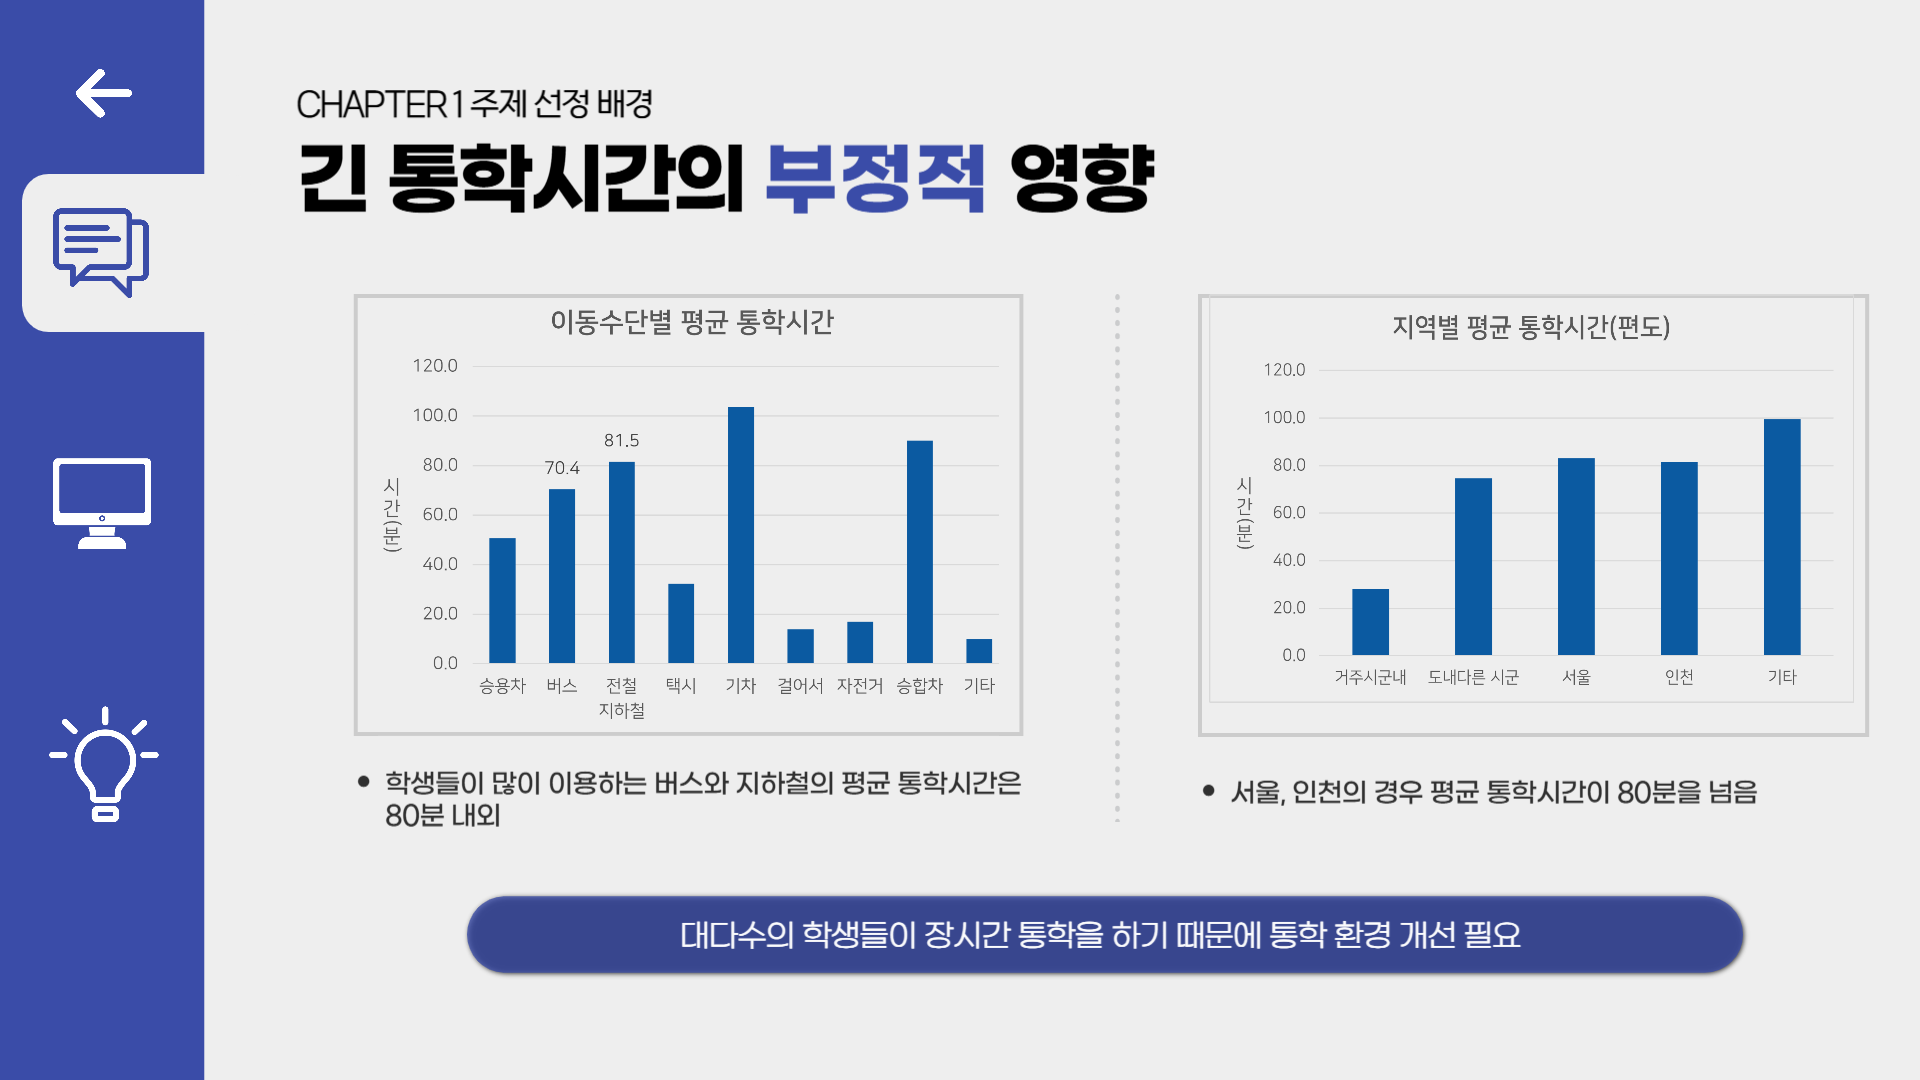 CHAPTER 1 주제 선정 배경
긴 통학시간의 부정적 영향
이동수단별 평균 통학시간
120.0
100.0
80.0
60.0
40.0
20.0
0.0
시간(분)
70.4
81.5
승용차 버스 전철 택시 기차 걸어서 자전거 승합차 기타
지하철
학생들이 많이 이용하는 버스와 지하철의 평균 통학시간은
80분 내외
지역별 평균 통학시간(편도)
120.0
100.0
80.0
60.0
40.0
20.0
0.0
시간(분)
거주시군내 도내다른 시군 서울 인천 기타
서울, 인천의 경우 평균 통학시간이 80분을 넘음
대다수의 학생들이 장시간 통학을 하기 때문에 통학 환경 개선 필요